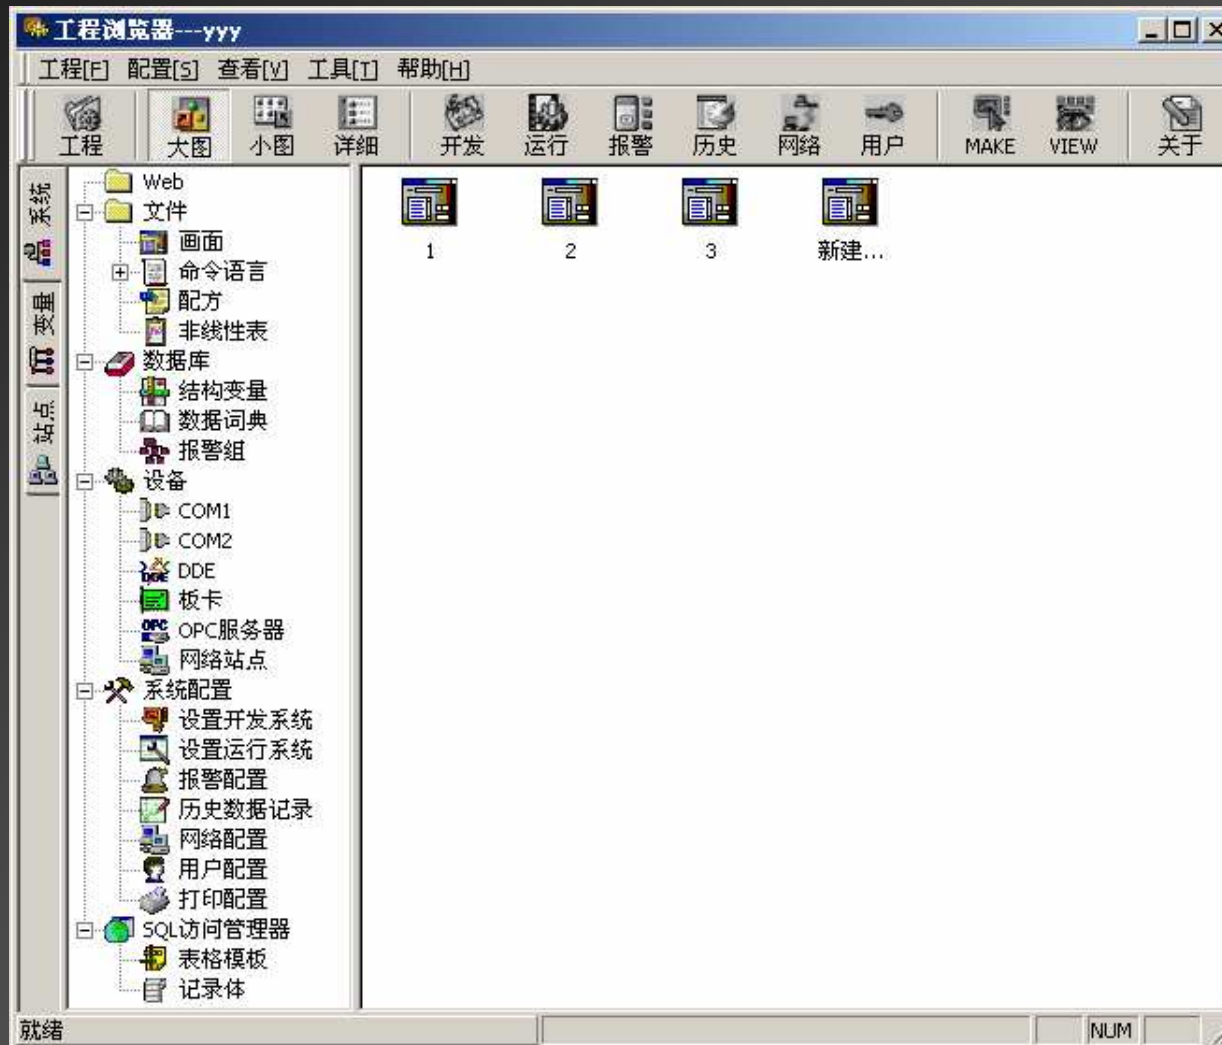 工程浏览器---yyy
工程[F] 配置[S] 查看[V] 工具[T] 帮助[H]
工程 大图 小图 详细 开发 运行 报警 历史 网络 用户 MAKE VIEW 关于
系统
变量
站点
Web
文件
画面
命令语言
配方
非线性表
数据库
结构变量
数据词典
报警组
设备
COM1
COM2
DDE
板卡
OPC服务器
网络站点
系统配置
设置开发系统
设置运行系统
报警配置
历史数据记录
网络配置
用户配置
打印配置
SQL访问管理器
表格模板
记录体
1 2 3 新建...
就绪 NUM